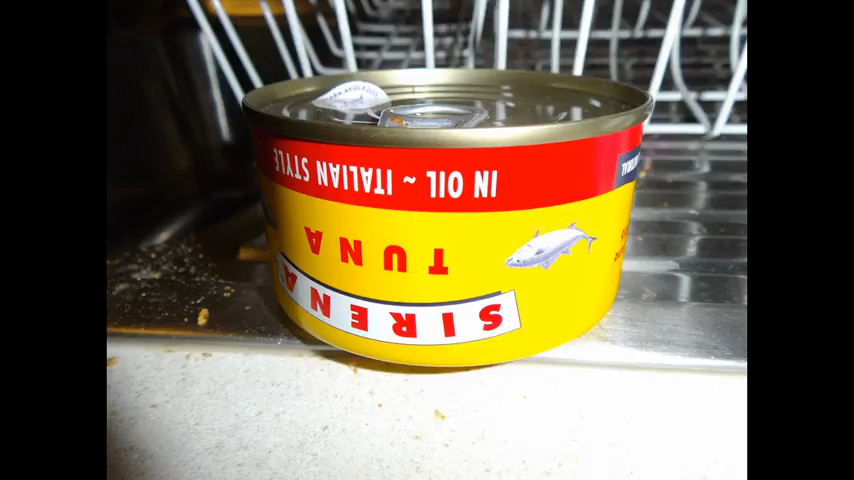 SIRENA
TUNA
IN OIL ~ ITALIAN STYLE